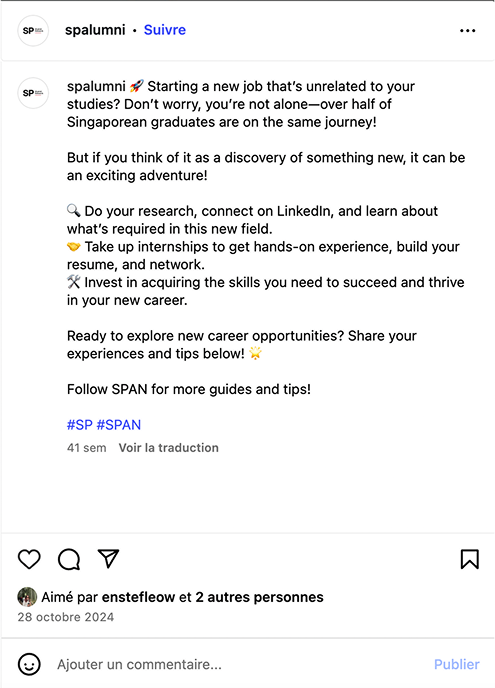 SP
spalumni • Suivre
SP
spalumni 🚀 Starting a new job that's unrelated to your
studies? Don't worry, you're not alone—over half of
Singaporean graduates are on the same journey!
But if you think of it as a discovery of something new, it can be
an exciting adventure!
🔍 Do your research, connect on LinkedIn, and learn about
what's required in this new field.
🤝 Take up internships to get hands-on experience, build your
resume, and network.
🛠️ Invest in acquiring the skills you need to succeed and thrive
in your new career.
Ready to explore new career opportunities? Share your
experiences and tips below! 🌟
Follow SPAN for more guides and tips!
#SP #SPAN
41 sem Voir la traduction
Aimé par enstefleow et 2 autres personnes
28 octobre 2024
Ajouter un commentaire...
Publier